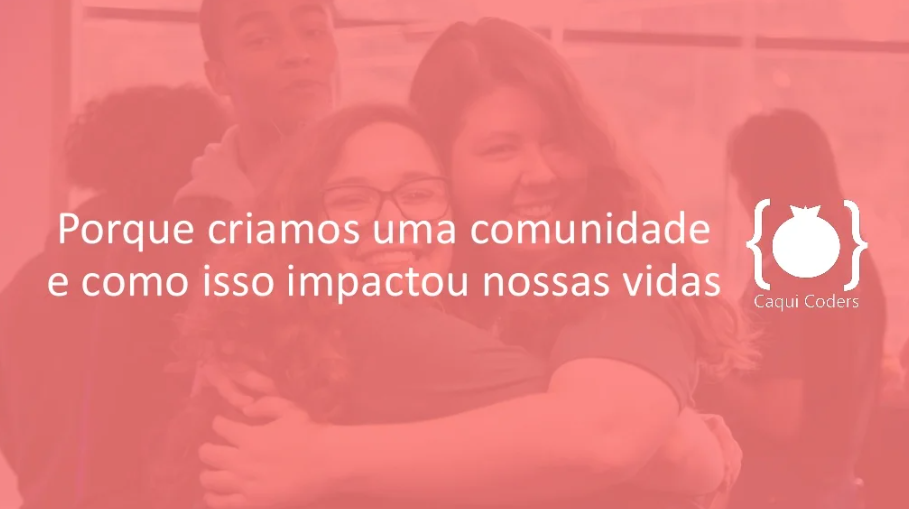 Porque criamos uma comunidade
e como isso impactou nossas vidas
Caqui Coders